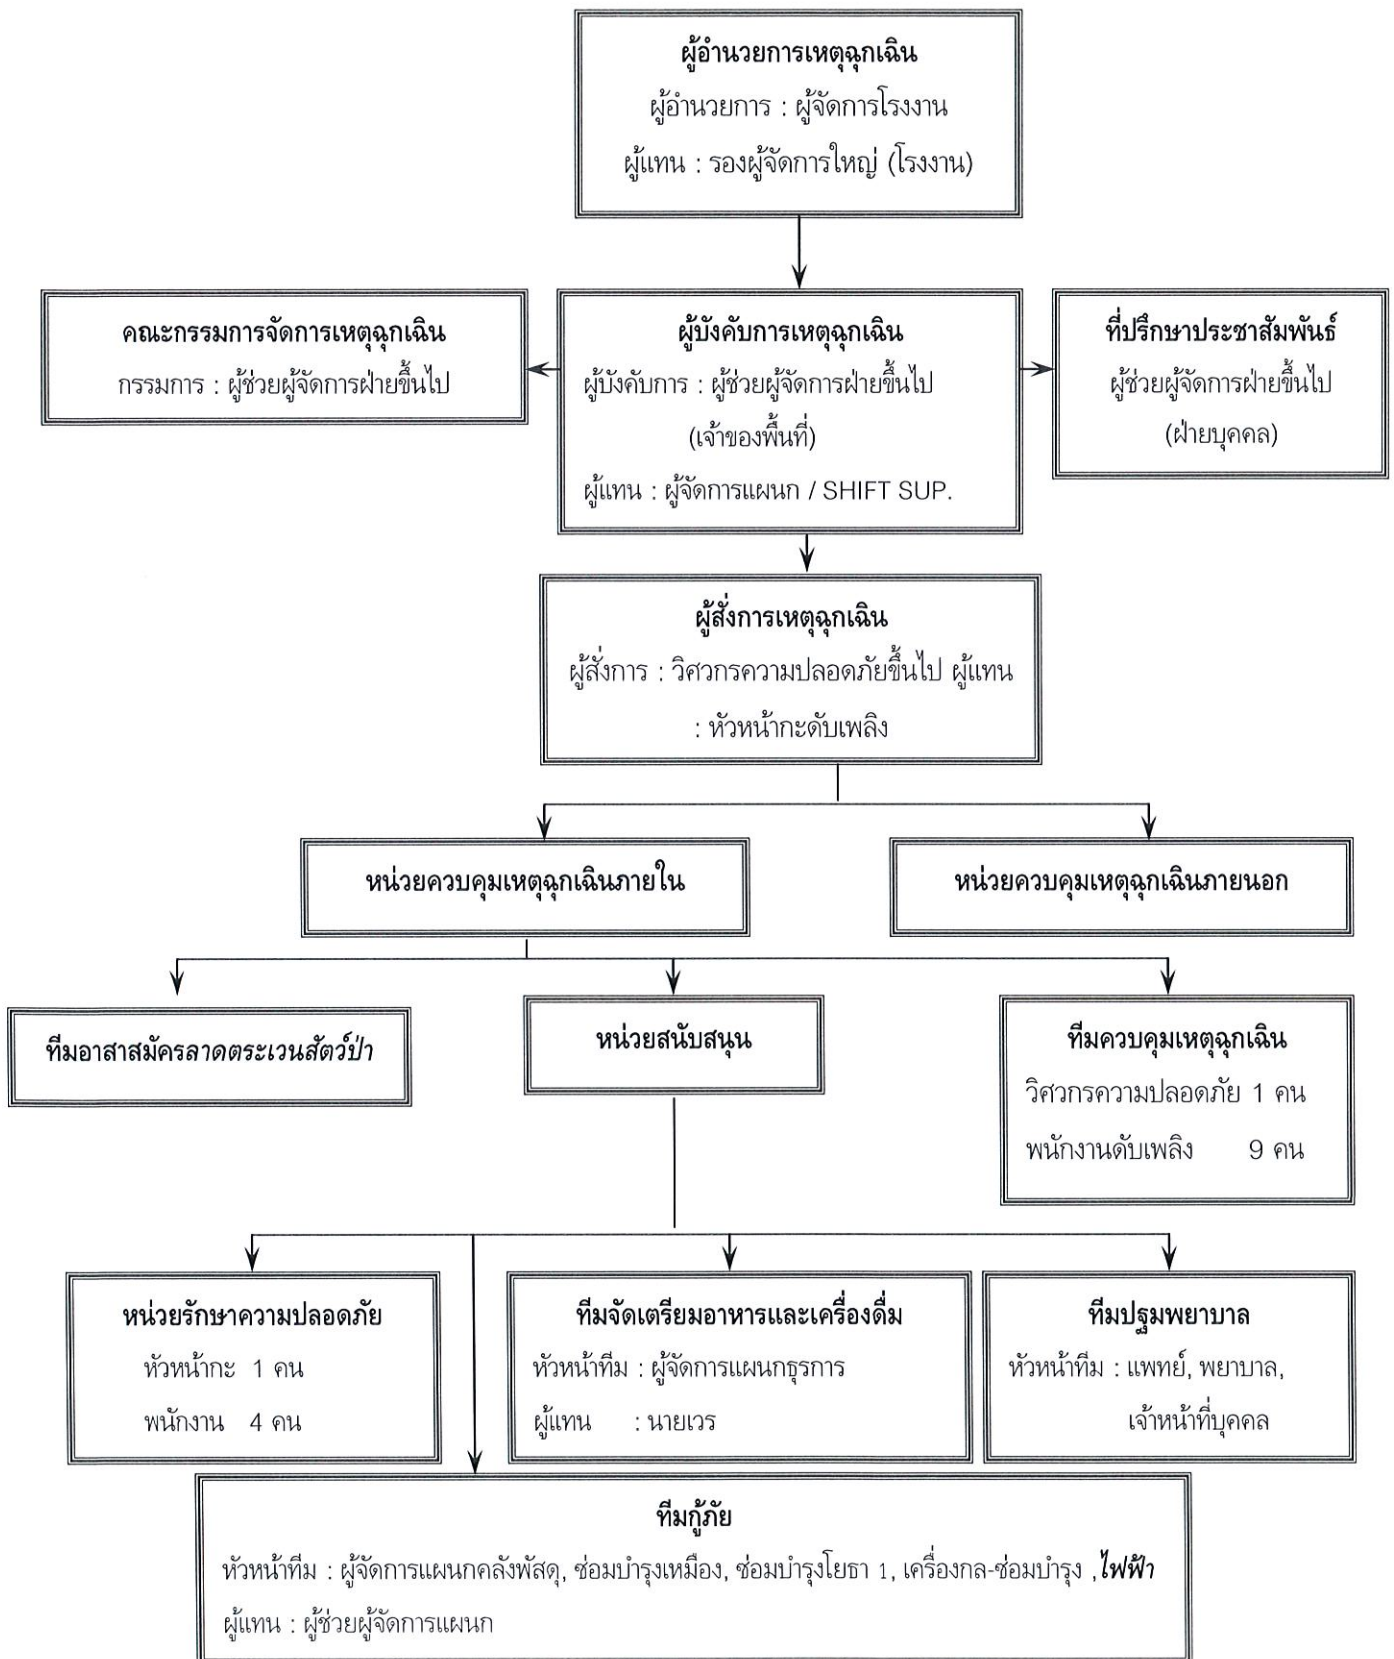 ผู้อำนวยการเหตุฉุกเฉิน
ผู้อำนวยการ : ผู้จัดการโรงงาน
ผู้แทน : รองผู้จัดการใหญ่ (โรงงาน)
คณะกรรมการจัดการเหตุฉุกเฉิน
กรรมการ : ผู้ช่วยผู้จัดการฝ่ายขึ้นไป
ผู้บังคับการเหตุฉุกเฉิน
ผู้บังคับการ : ผู้ช่วยผู้จัดการฝ่ายขึ้นไป
(เจ้าของพื้นที่)
ผู้แทน : ผู้จัดการแผนก / SHIFT SUP.
ที่ปรึกษาประชาสัมพันธ์
ผู้ช่วยผู้จัดการฝ่ายขึ้นไป
(ฝ่ายบุคคล)
ผู้สั่งการเหตุฉุกเฉิน
ผู้สั่งการ : วิศวกรความปลอดภัยขึ้นไป ผู้แทน
: หัวหน้ากะดับเพลิง
หน่วยควบคุมเหตุฉุกเฉินภายใน
หน่วยควบคุมเหตุฉุกเฉินภายนอก
ทีมอาสาสมัครลาดตระเวนสัตว์ป่า
หน่วยสนับสนุน
ทีมควบคุมเหตุฉุกเฉิน
วิศวกรความปลอดภัย 1 คน
พนักงานดับเพลิง 9 คน
หน่วยรักษาความปลอดภัย
หัวหน้ากะ 1 คน
พนักงาน 4 คน
ทีมจัดเตรียมอาหารและเครื่องดื่ม
หัวหน้าทีม : ผู้จัดการแผนกธุรการ
ผู้แทน : นายเวร
ทีมปฐมพยาบาล
หัวหน้าทีม : แพทย์, พยาบาล,
เจ้าหน้าที่บุคคล
ทีมกู้ภัย
หัวหน้าทีม : ผู้จัดการแผนกคลังพัสดุ, ซ่อมบำรุงเหมือง, ซ่อมบำรุงโยธา 1, เครื่องกล-ซ่อมบำรุง ,ไฟฟ้า
ผู้แทน : ผู้ช่วยผู้จัดการแผนก